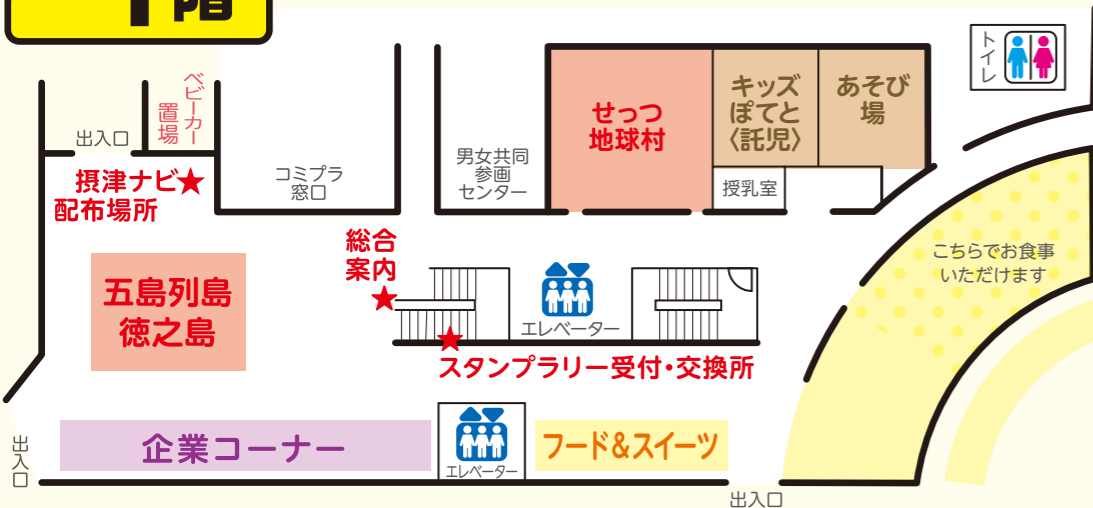 1階
トイレ
ベビーカー
置場
出入口
摂津ナビ★
配布場所
コミプラ
窓口
男女共同
参画
センター
せっつ
地球村
キッズ
ぽてと
〈託児〉
あそび
場
授乳室
総合
案内
★
こちらでお食事
いただけます
五島列島
徳之島
エレベーター
★
スタンプラリー受付・交換所
企業コーナー
エレベーター
フード&スイーツ
出入口
出入口